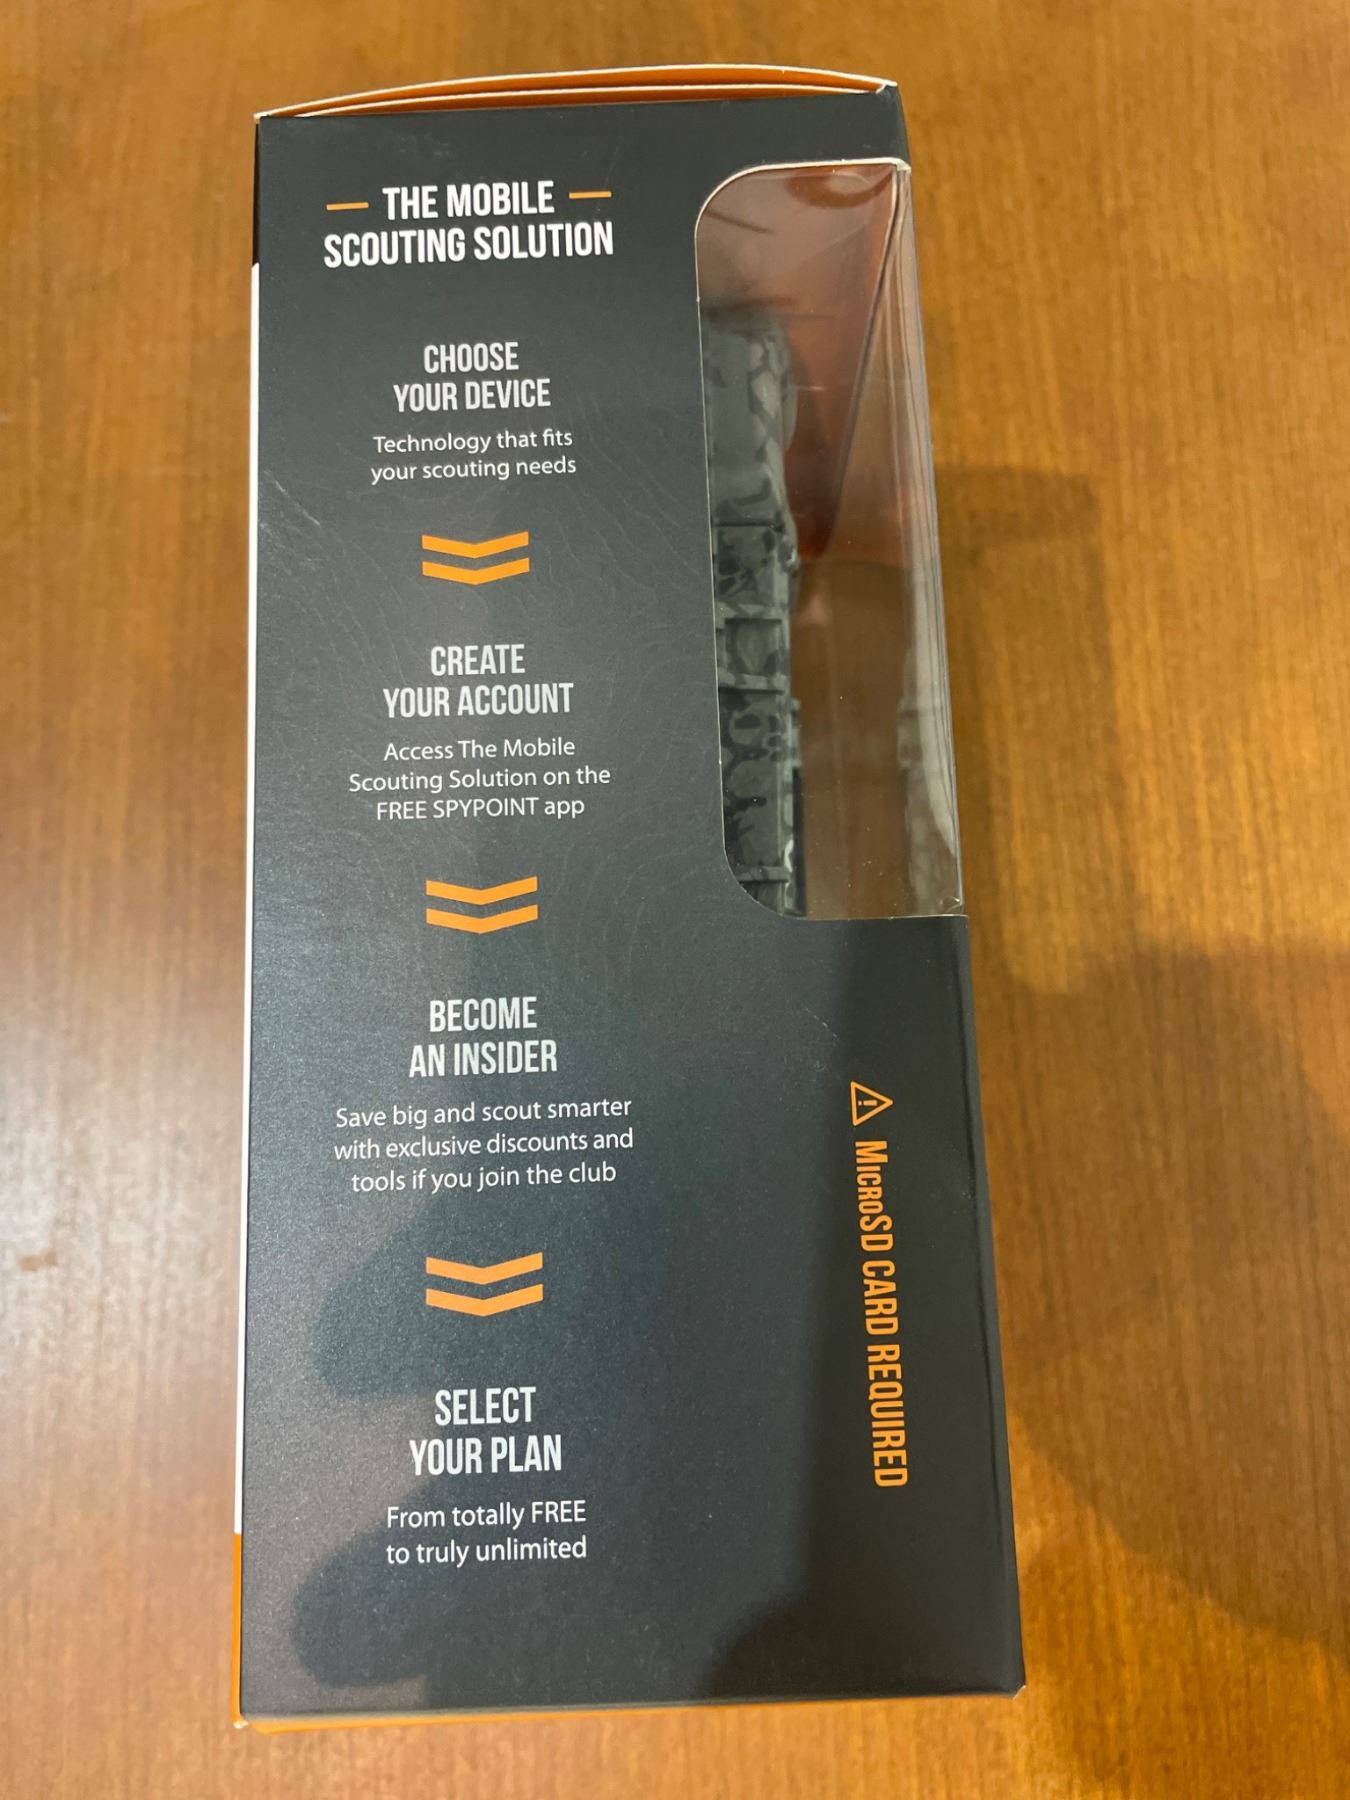 THE MOBILE
SCOUTING SOLUTION
CHOOSE
YOUR DEVICE
Technology that fits
your scouting needs
CREATE
YOUR ACCOUNT
Access The Mobile
Scouting Solution on the
FREE SPYPOINT app
BECOME
AN INSIDER
Save big and scout smarter
with exclusive discounts and
tools if you join the club
SELECT
YOUR PLAN
From totally FREE
to truly unlimited
MICROSD CARD REQUIRED